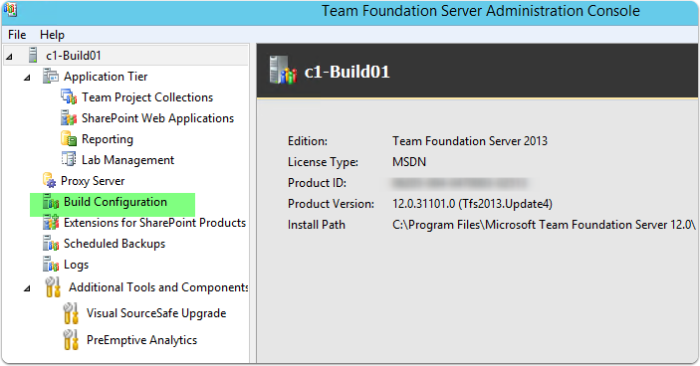 Team Foundation Server Administration Console
File Help
c1-Build01
Application Tier
Team Project Collections
SharePoint Web Applications
Reporting
Lab Management
Proxy Server
Build Configuration
Extensions for SharePoint Products
Scheduled Backups
Logs
Additional Tools and Components
Visual SourceSafe Upgrade
PreEmptive Analytics
c1-Build01
Edition: Team Foundation Server 2013
License Type: MSDN
Product ID:
Product Version: 12.0.31101.0 (Tfs2013.Update4)
Install Path C:\Program Files\Microsoft Team Foundation Server 12.0\